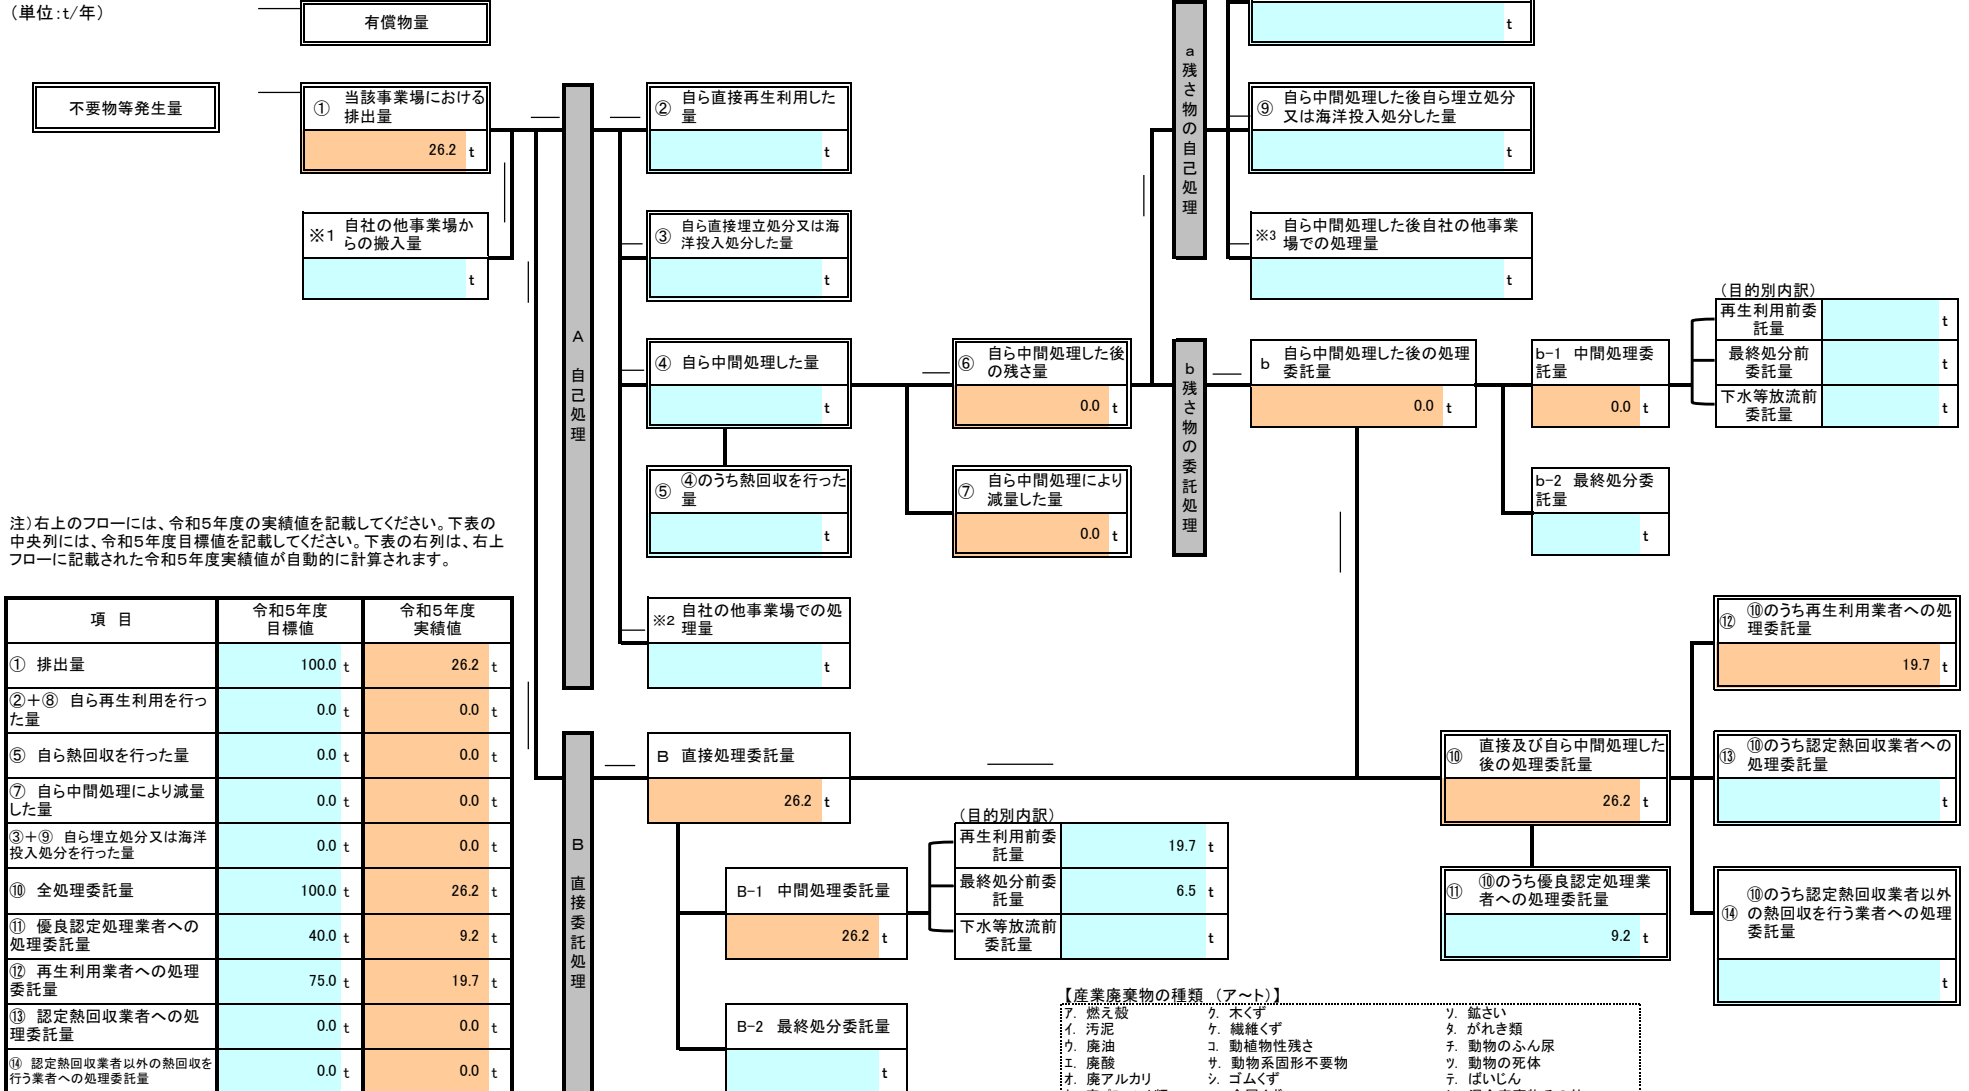 （単位:t/年）
有償物量
不要物等発生量
① 当該事業場における
排出量
26.2 t
※1 自社の他事業場か
らの搬入量
t
A 自己処理
② 自ら直接再生利用した
量
t
③ 自ら直接埋立処分又は海
洋投入処分した量
t
④ 自ら中間処理した量
t
⑤ ④のうち熱回収を行った
量
t
※2 自社の他事業場での処
理量
t
⑥ 自ら中間処理した後
の残さ量
0.0 t
⑦ 自ら中間処理により
減量した量
0.0 t
a 残さ物の自己処理
t
⑨ 自ら中間処理した後自ら埋立処分
又は海洋投入処分した量
t
※3 自ら中間処理した後自社の他事業
場での処理量
t
b 残さ物の委託処理
b 自ら中間処理した後の処理
委託量
0.0 t
b-1 中間処理委
託量
0.0 t
b-2 最終処分委
託量
t
（目的別内訳）
再生利用前委
託量
t
最終処分前
委託量
t
下水等放流前
委託量
t
注）右上のフローには、令和5年度の実績値を記載してください。下表の
中央列には、令和5年度目標値を記載してください。下表の右列は、右上
フローに記載された令和5年度実績値が自動的に計算されます。
項 目 令和5年度
目標値 令和5年度
実績値
① 排出量 100.0 t 26.2 t
②＋⑧ 自ら再生利用を行っ
た量 0.0 t 0.0 t
⑤ 自ら熱回収を行った量 0.0 t 0.0 t
⑦ 自ら中間処理により減量
した量 0.0 t 0.0 t
③＋⑨ 自ら埋立処分又は海洋
投入処分を行った量 0.0 t 0.0 t
⑩ 全処理委託量 100.0 t 26.2 t
⑪ 優良認定処理業者への
処理委託量 40.0 t 9.2 t
⑫ 再生利用業者への処理
委託量 75.0 t 19.7 t
⑬ 認定熱回収業者への処
理委託量 0.0 t 0.0 t
⑭ 認定熱回収業者以外の熱回収を
行う業者への処理委託量 0.0 t 0.0 t
B 直接委託処理
B 直接処理委託量
26.2 t
B-1 中間処理委託量
26.2 t
B-2 最終処分委託量
t
（目的別内訳）
再生利用前委
託量
19.7 t
最終処分前委
託量
6.5 t
下水等放流前
委託量
t
⑩ 直接及び自ら中間処理した
後の処理委託量
26.2 t
⑪ ⑩のうち優良認定処理業
者への処理委託量
9.2 t
⑫ ⑩のうち再生利用業者への処
理委託量
19.7 t
⑬ ⑩のうち認定熱回収業者への
処理委託量
t
⑭ ⑩のうち認定熱回収業者以外
の熱回収を行う業者への処理
委託量
t
【産業廃棄物の種類 （ア～ト）】
ア. 燃え殻 ク. 木くず ソ. 鉱さい
イ. 汚泥 ケ. 繊維くず タ. がれき類
ウ. 廃油 コ. 動植物性残さ チ. 動物のふん尿
エ. 廃酸 サ. 動物系固形不要物 ツ. 動物の死体
オ. 廃アルカリ シ. ゴムくず テ. ばいじん